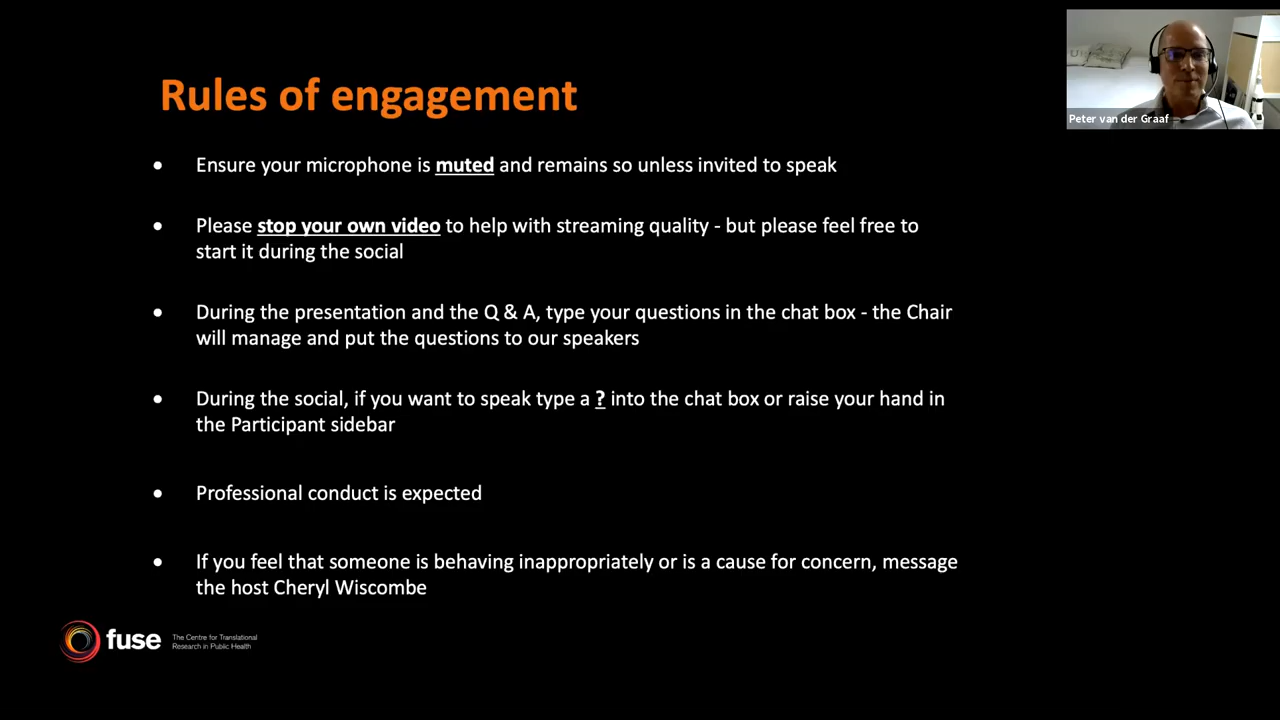 Rules of engagement
Peter van der Graaf
• Ensure your microphone is muted and remains so unless invited to speak
• Please stop your own video to help with streaming quality - but please feel free to
start it during the social
• During the presentation and the Q & A, type your questions in the chat box - the Chair
will manage and put the questions to our speakers
• During the social, if you want to speak type a ? into the chat box or raise your hand in
the Participant sidebar
• Professional conduct is expected
• If you feel that someone is behaving inappropriately or is a cause for concern, message
the host Cheryl Wiscombe
fuse
The Centre for Translational
Research in Public Health